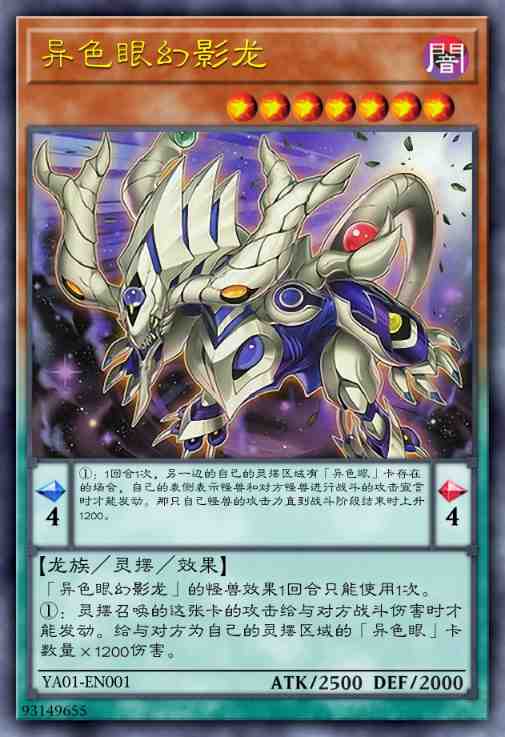 异色眼幻影龙
闇
①：1回合1次，另一边的自己的灵摆区域有「异色眼」卡存在
的场合，自己的表侧表示怪兽和对方怪兽进行战斗的攻击宣言
时才能发动。那只自己怪兽的攻击力直到战斗阶段结束时上升
1200。
4
4
【龙族／灵摆／效果】
「异色眼幻影龙」的怪兽效果1回合只能使用1次。
①：灵摆召唤的这张卡的攻击给与对方战斗伤害时才
能发动。给与对方为自己的灵摆区域的「异色眼」卡
数量×1200伤害。
YA01-EN001 ATK/2500 DEF/2000
93149655